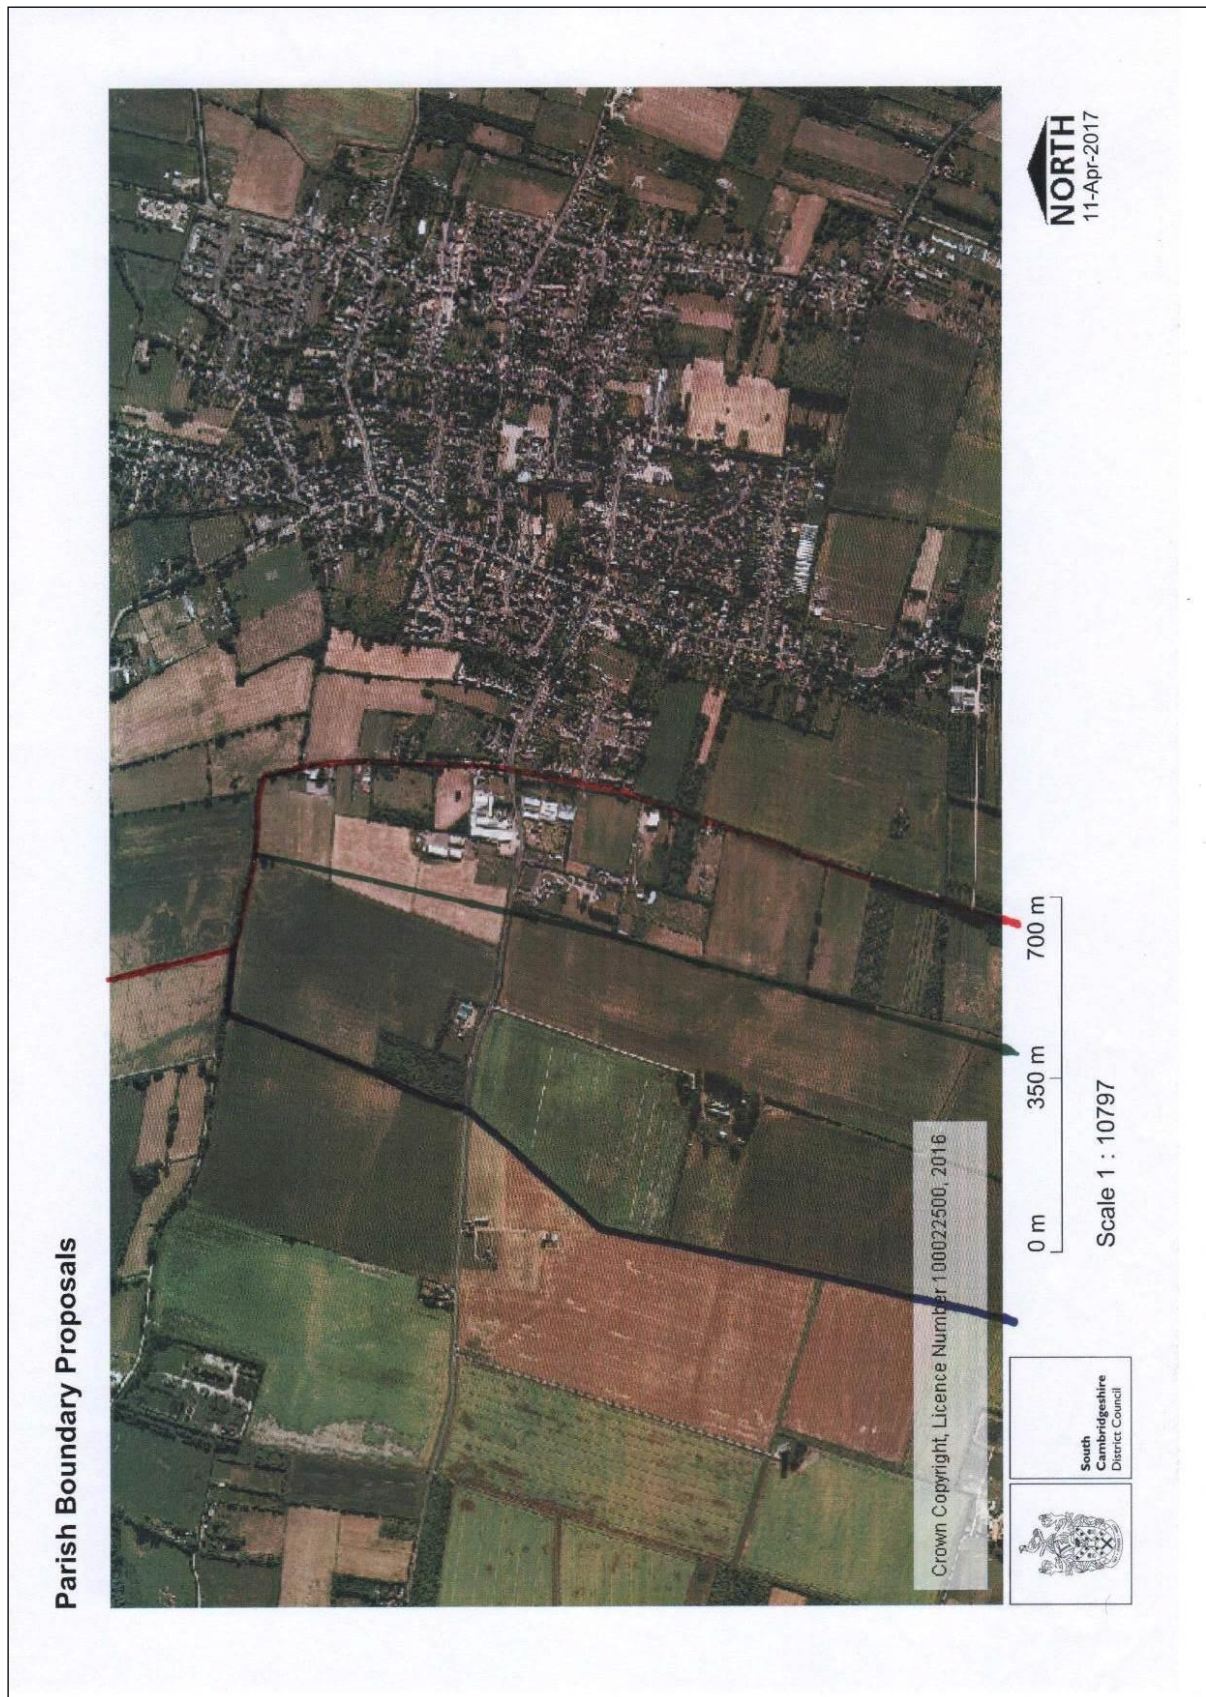 Parish Boundary Proposals
Crown Copyright, Licence Number 100022500, 2016
South
Cambridgeshire
District Council
0 m
350 m
700 m
Scale 1 : 10797
NORTH
11-Apr-2017